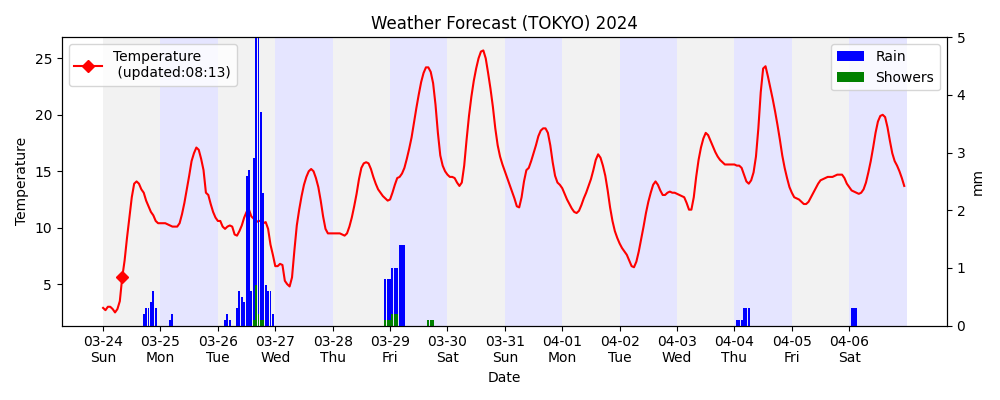 Weather Forecast (TOKYO) 2024
Temperature
(updated:08:13)
Rain
Showers
Temperature
25
20
15
10
5
5
4
3
2
1
0
mm
03-24 03-25 03-26 03-27 03-28 03-29 03-30 03-31 04-01 04-02 04-03 04-04 04-05 04-06
Sun Mon Tue Wed Thu Fri Sat Sun Mon Tue Wed Thu Fri Sat
Date